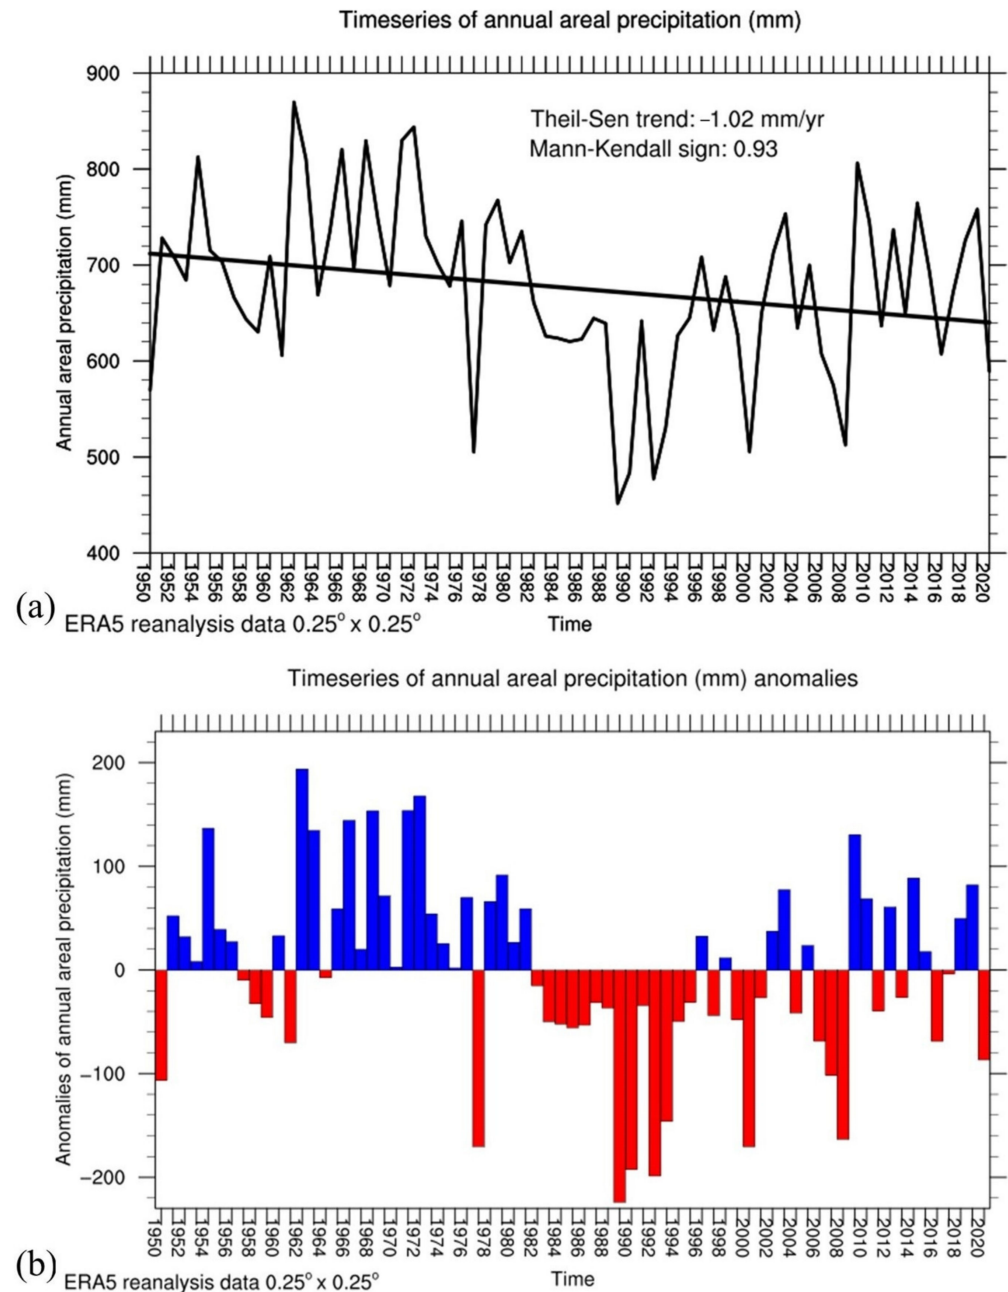 Timeseries of annual areal precipitation (mm)
900
800
700
600
500
400
Annual areal precipitation (mm)
Theil-Sen trend: −1.02 mm/yr
Mann-Kendall sign: 0.93
1950 1952 1954 1956 1958 1960 1962 1964 1966 1968 1970 1972 1974 1976 1978 1980 1982 1984 1986 1988 1990 1992 1994 1996 1998 2000 2002 2004 2006 2008 2010 2012 2014 2016 2018 2020
(a) ERA5 reanalysis data 0.25° x 0.25° Time
Timeseries of annual areal precipitation (mm) anomalies
200
100
0
−100
−200
Anomalies of annual areal precipitation (mm)
1950 1952 1954 1956 1958 1960 1962 1964 1966 1968 1970 1972 1974 1976 1978 1980 1982 1984 1986 1988 1990 1992 1994 1996 1998 2000 2002 2004 2006 2008 2010 2012 2014 2016 2018 2020
(b) ERA5 reanalysis data 0.25° x 0.25° Time